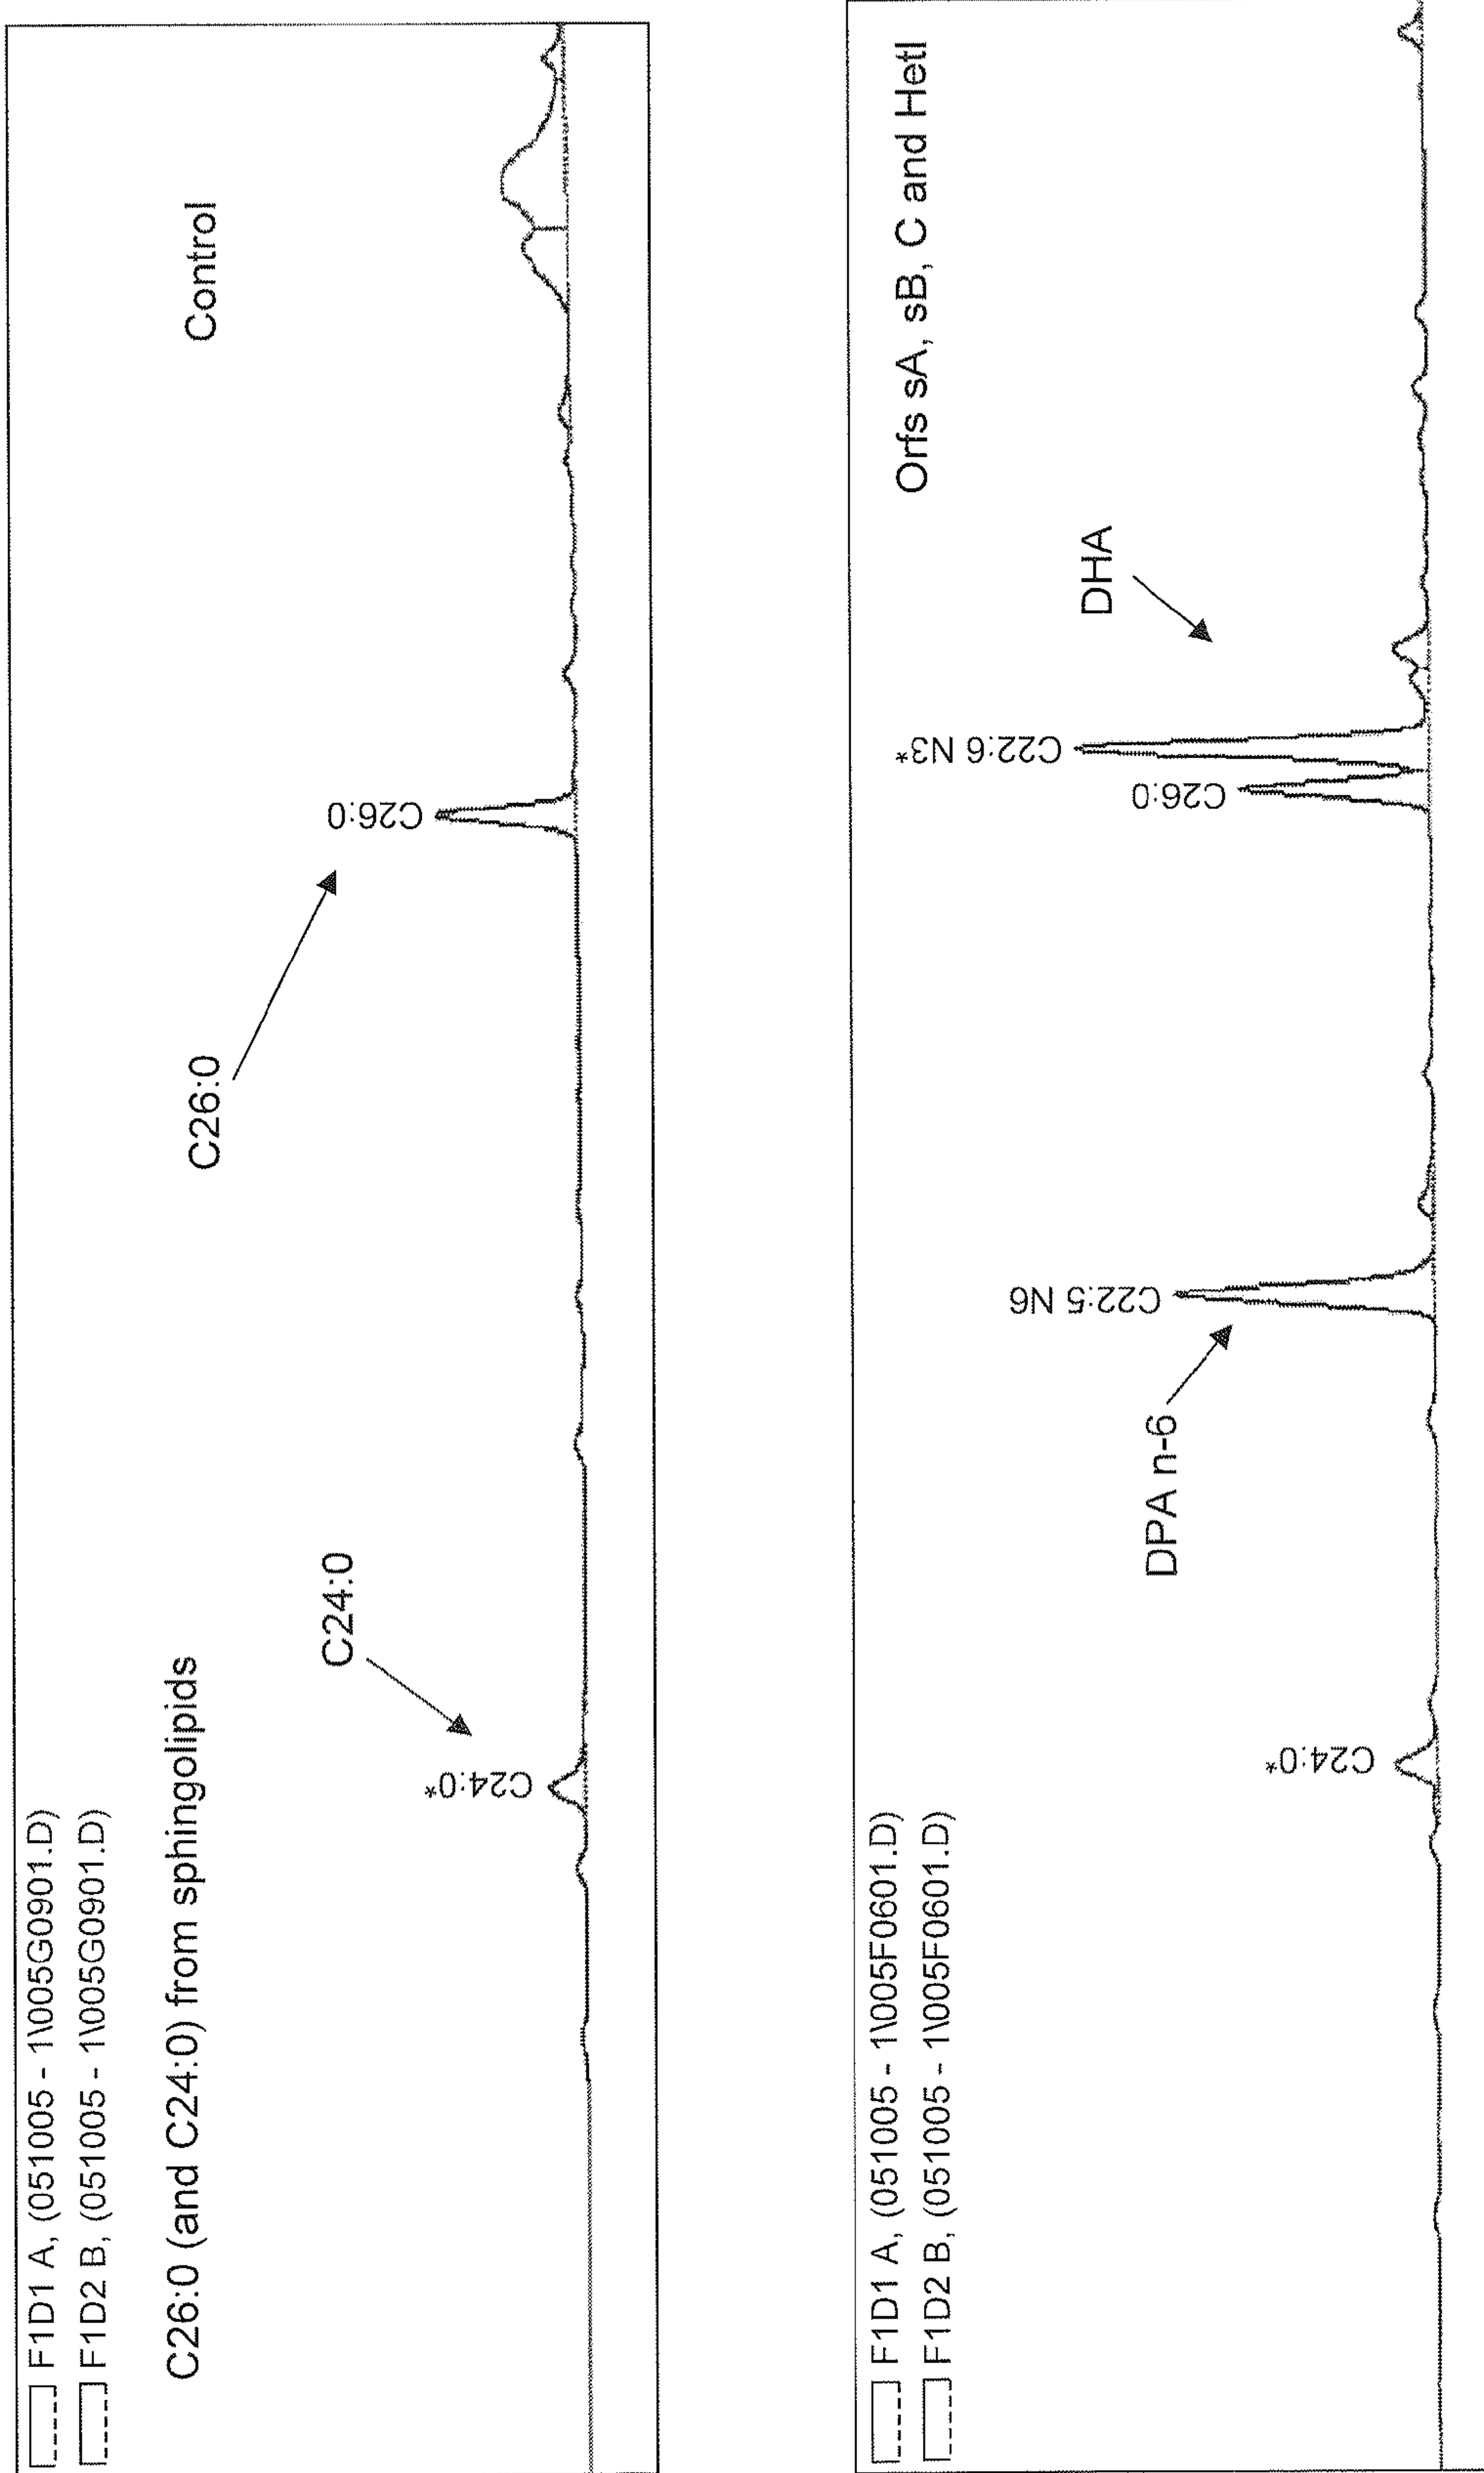 F1D1 A, (051005 - 1\005G0901.D)
F1D2 B, (051005 - 1\005G0901.D)
C26:0 (and C24:0) from sphingolipids
Control
C26:0
C24:0
C24:0*
C26:0
F1D1 A, (051005 - 1\005F0601.D)
F1D2 B, (051005 - 1\005F0601.D)
Orfs sA, sB, C and HetI
DHA
DPA n-6
C24:0*
C22:5 N6
C26:0
C22:6 N3*